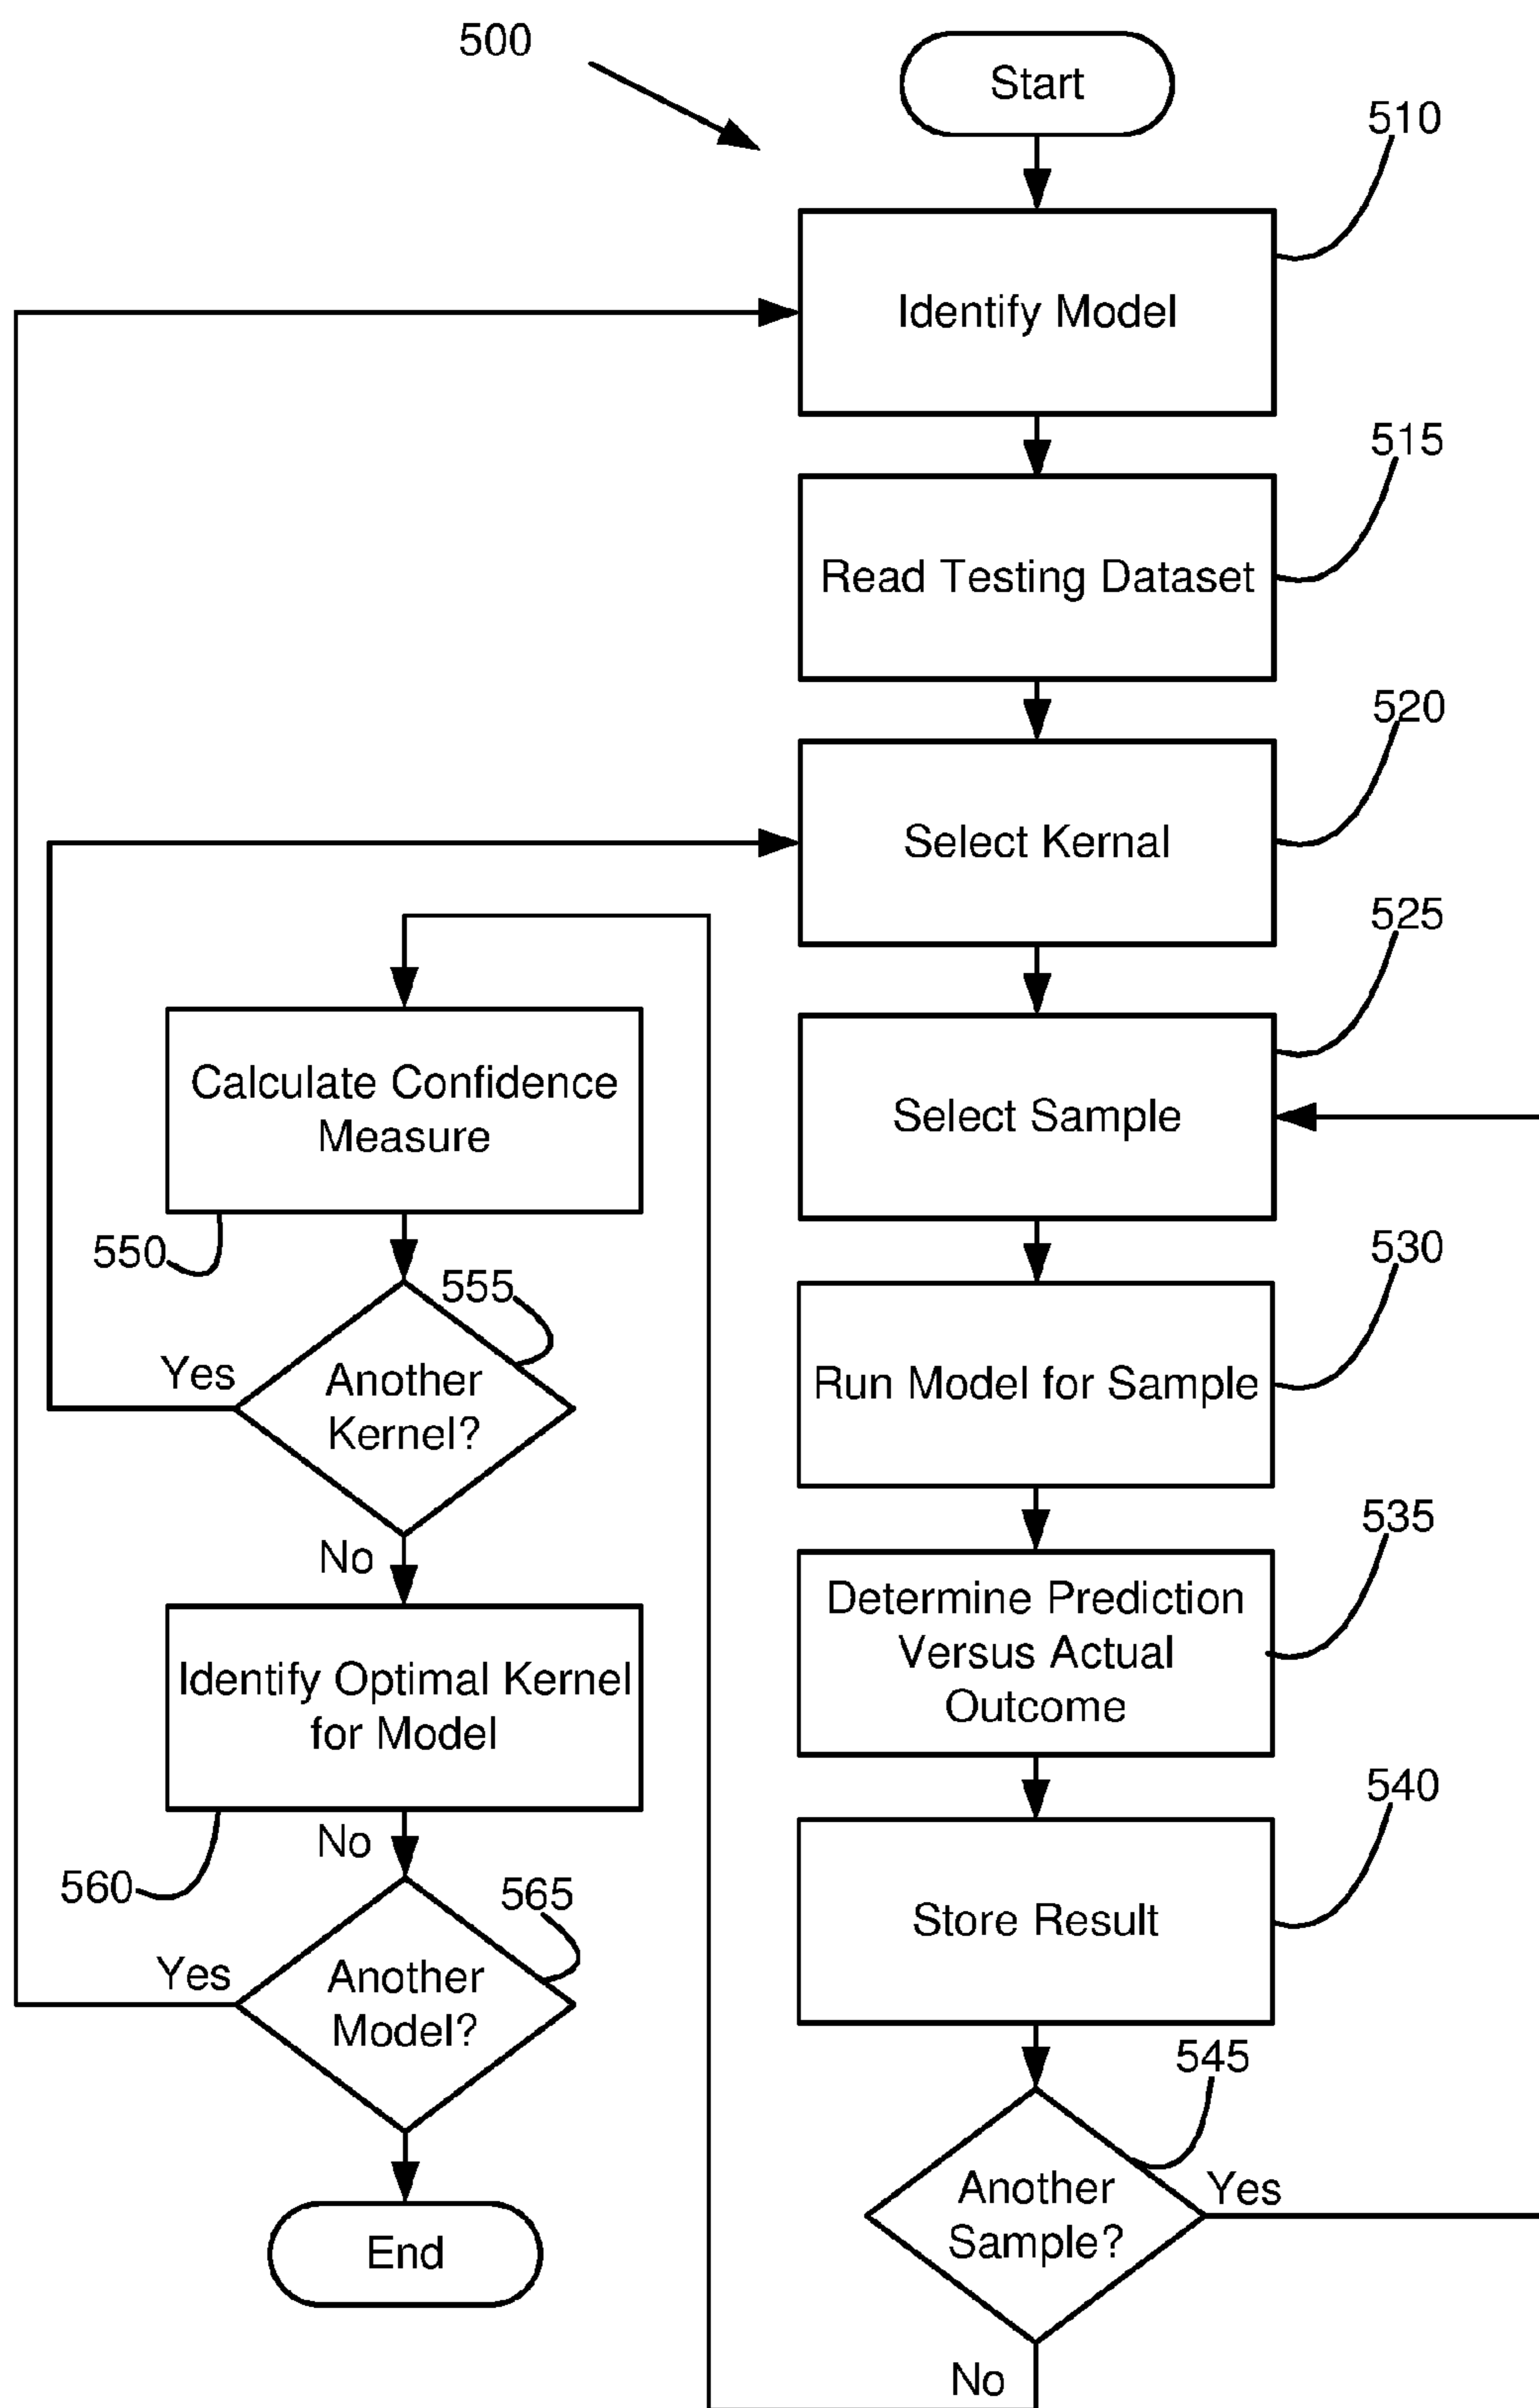 500
Start
510
Identify Model
515
Read Testing Dataset
520
Select Kernal
525
Select Sample
530
Run Model for Sample
535
Determine Prediction
Versus Actual
Outcome
540
Store Result
545
Another
Sample?
Yes
No
Calculate Confidence
Measure
550
555
Another
Kernel?
Yes
No
Identify Optimal Kernel
for Model
560
No
565
Another
Model?
Yes
End